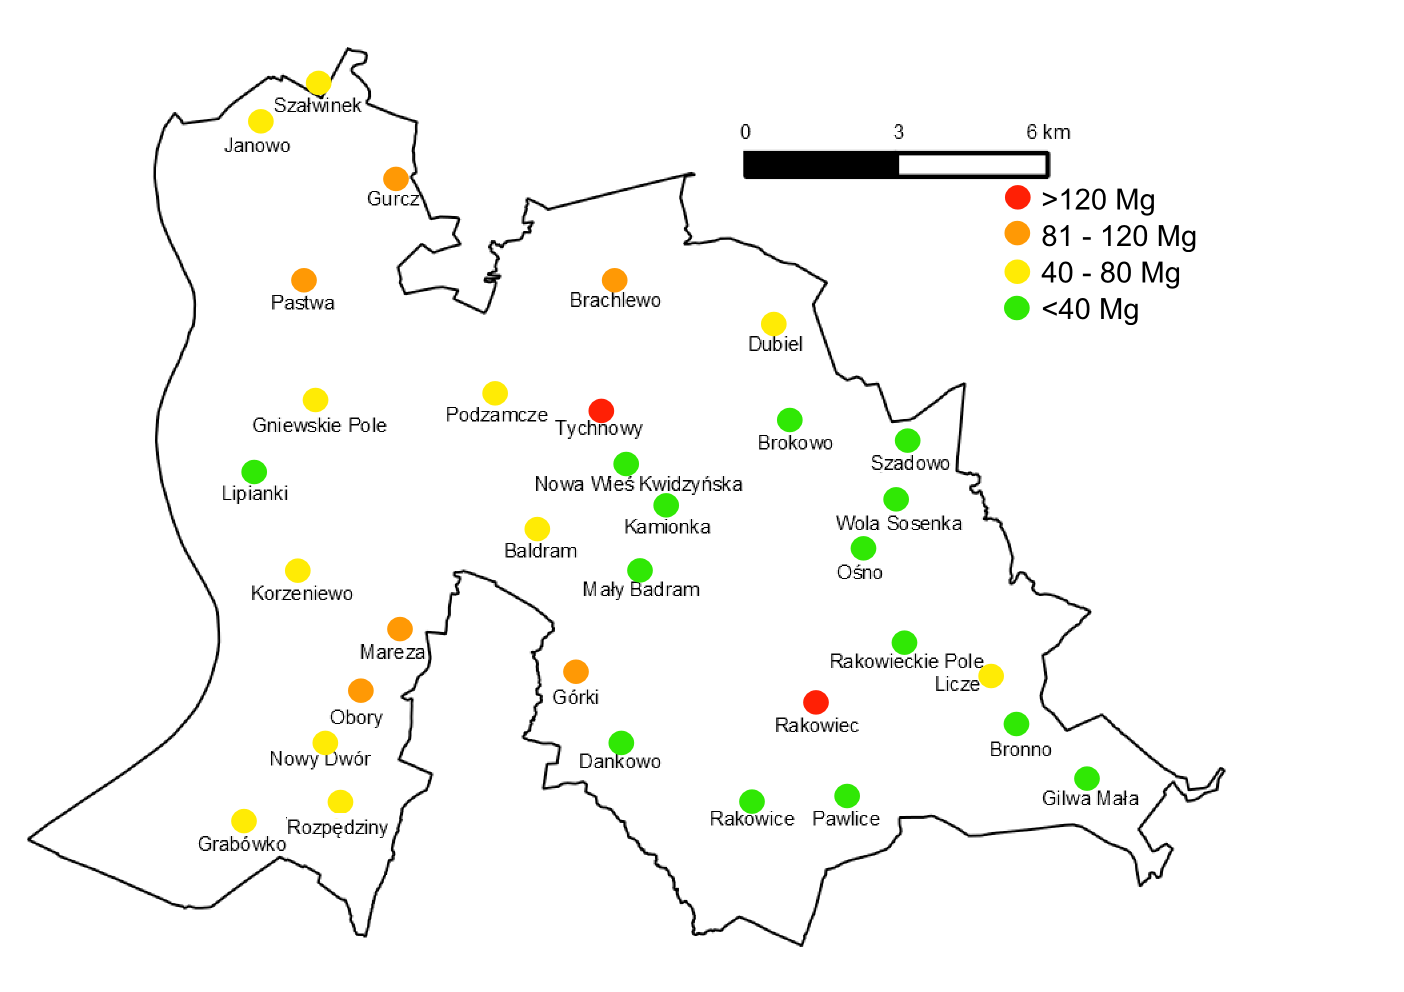 Szałwinek
Janowo
0 3 6 km
Gurcz
>120 Mg
81 - 120 Mg
40 - 80 Mg
<40 Mg
Pastwa
Brachlewo
Dubiel
Gniewskie Pole
Podzamcze
Tychnowy
Brokowo
Szadowo
Lipianki
Nowa Wieś Kwidzyńska
Kamionka
Wola Sosenka
Baldram
Ośno
Korzeniewo
Mały Badram
Mareza
Rakowieckie Pole
Licze
Górki
Obory
Rakowiec
Bronno
Nowy Dwór
Dankowo
Gilwa Mała
Rakowice
Pawlice
Rozpędziny
Grabówko